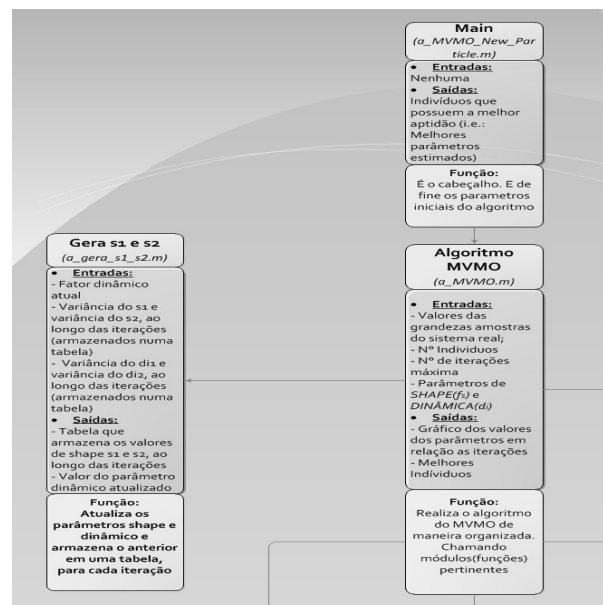 Main
(a_MVMO_New_Par
ticle.m)
• Entradas:
Nenhuma
• Saídas:
Indivíduos que
possuem a melhor
aptidão (i.e.:
Melhores
parâmetros
estimados)
Função:
É o cabeçalho. E de
fine os parametros
iniciais do algoritmo
Gera s1 e s2
(a_gera_s1_s2.m)
• Entradas:
- Fator dinâmico
atual
- Variância do s1 e
variância do s2, ao
longo das iterações
(armazenados numa
tabela)
- Variância do di1 e
variância do di2, ao
longo das iterações
(armazenados numa
tabela)
• Saídas:
- Tabela que
armazena os valores
de shape s1 e s2, ao
longo das iterações
- Valor do parâmetro
dinâmico atualizado
Função:
Atualiza os
parâmetros shape e
dinâmico e
armazena o anterior
em uma tabela,
para cada iteração
Algoritmo
MVMO
(a_MVMO.m)
• Entradas:
- Valores das
grandezas amostras
do sistema real;
- Nº Individuos
- Nº de iterações
máxima
- Parâmetros de
SHAPE(fs) e
DINÂMICA(di)
• Saídas:
- Gráfico dos valores
dos parâmetros em
relação as iterações
- Melhores
Indíviduos
Função:
Realiza o algoritmo
do MVMO de
maneira organizada.
Chamando
módulos(funções)
pertinentes